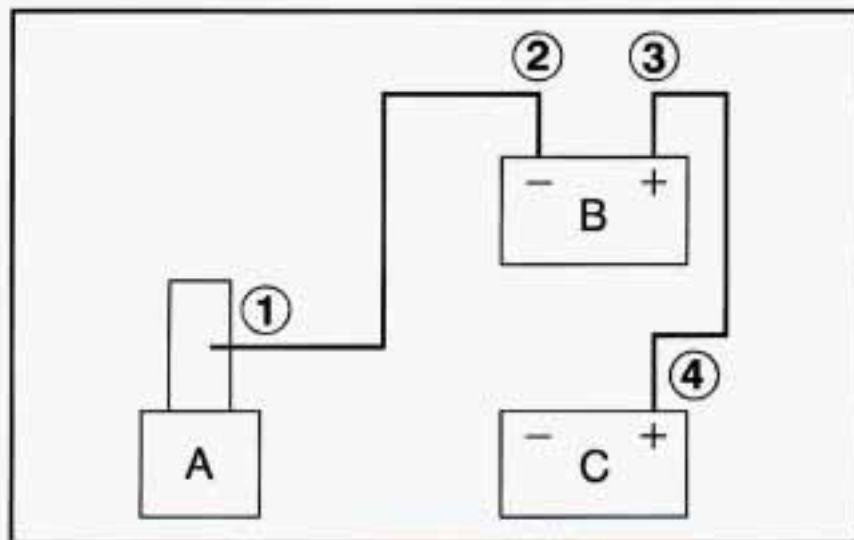 ② ③
− +
B
①
④
− +
A C